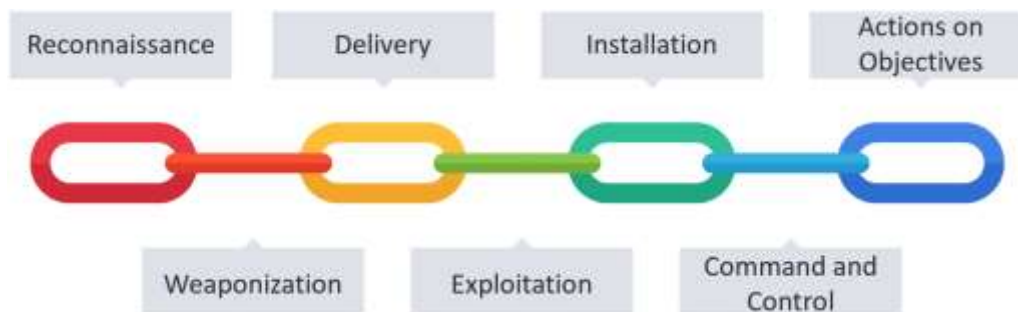 Reconnaissance
Delivery
Installation
Actions on
Objectives
Weaponization
Exploitation
Command and
Control